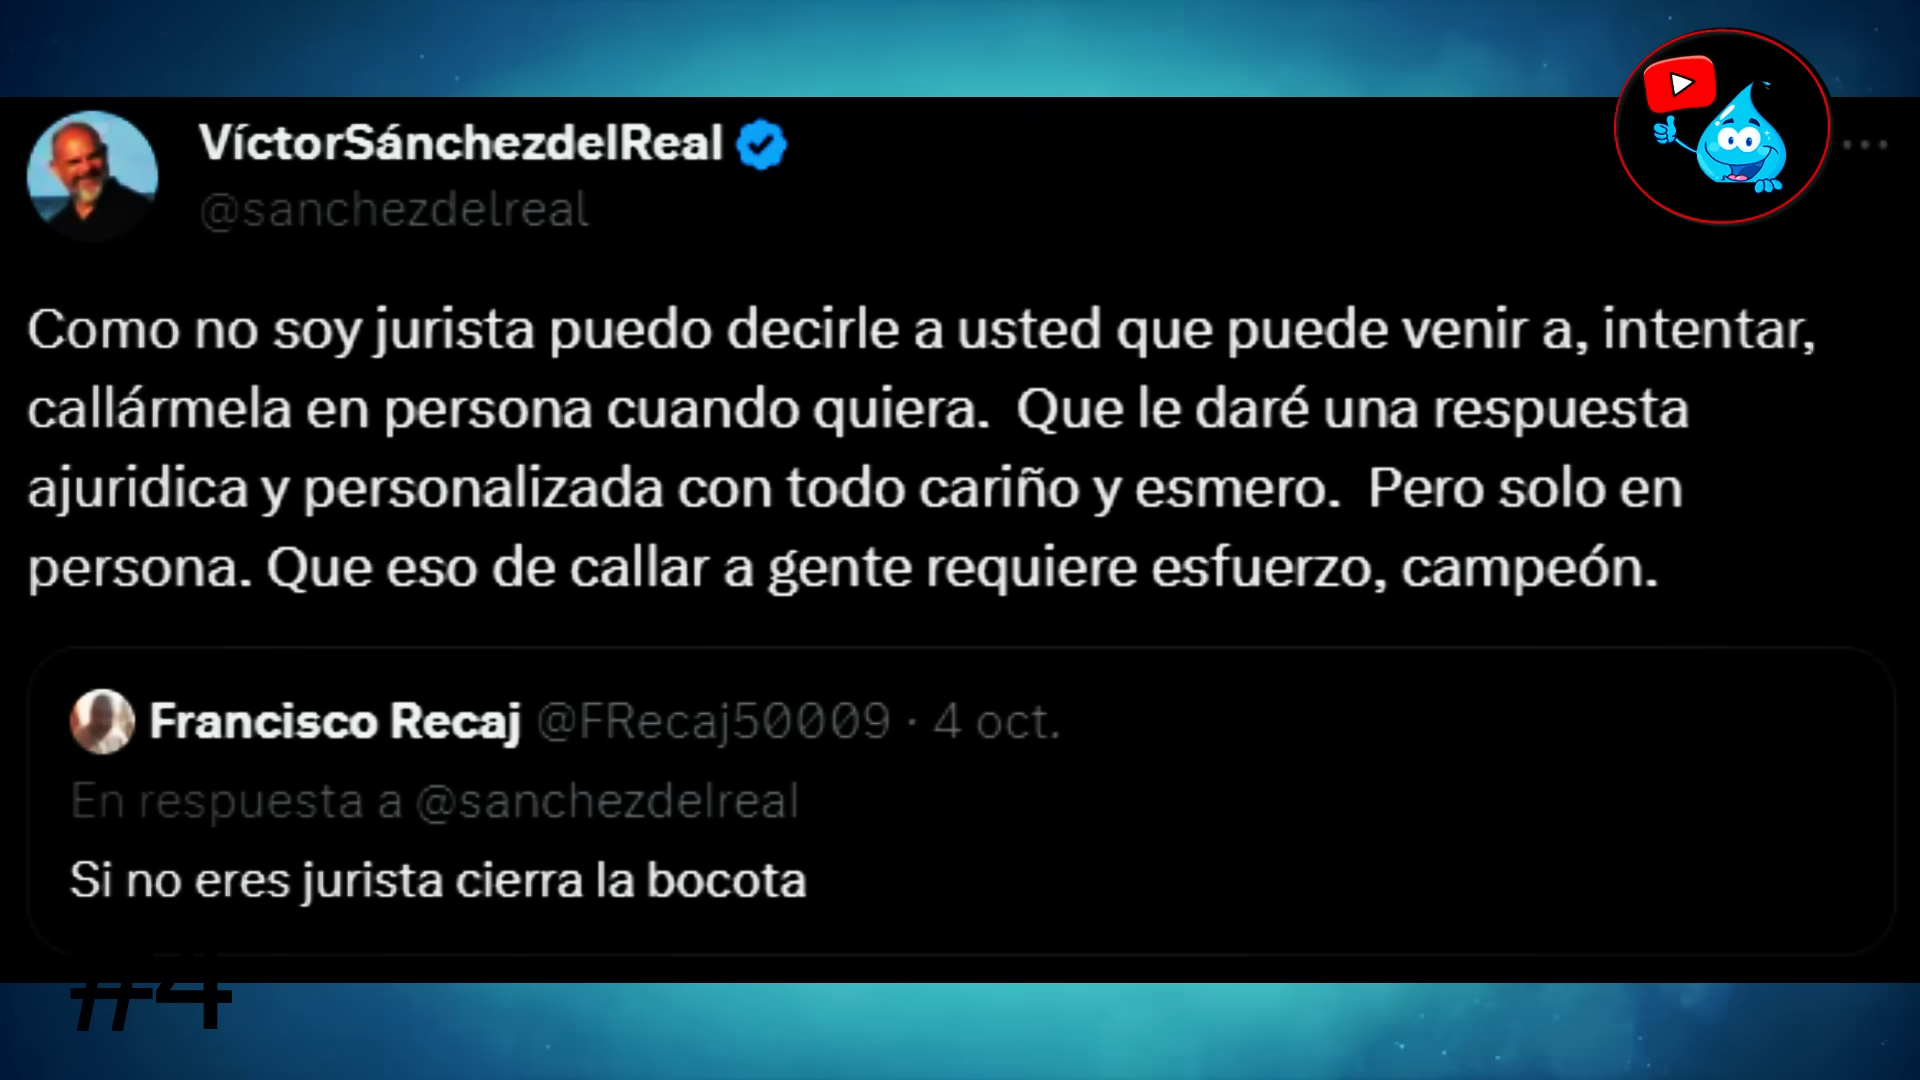 VíctorSánchezdelReal
@sanchezdelreal
Como no soy jurista puedo decirle a usted que puede venir a, intentar,
callármela en persona cuando quiera.  Que le daré una respuesta
ajuridica y personalizada con todo cariño y esmero.  Pero solo en
persona. Que eso de callar a gente requiere esfuerzo, campeón.
Francisco Recaj @FRecaj50009 · 4 oct.
En respuesta a @sanchezdelreal
Si no eres jurista cierra la bocota
#4